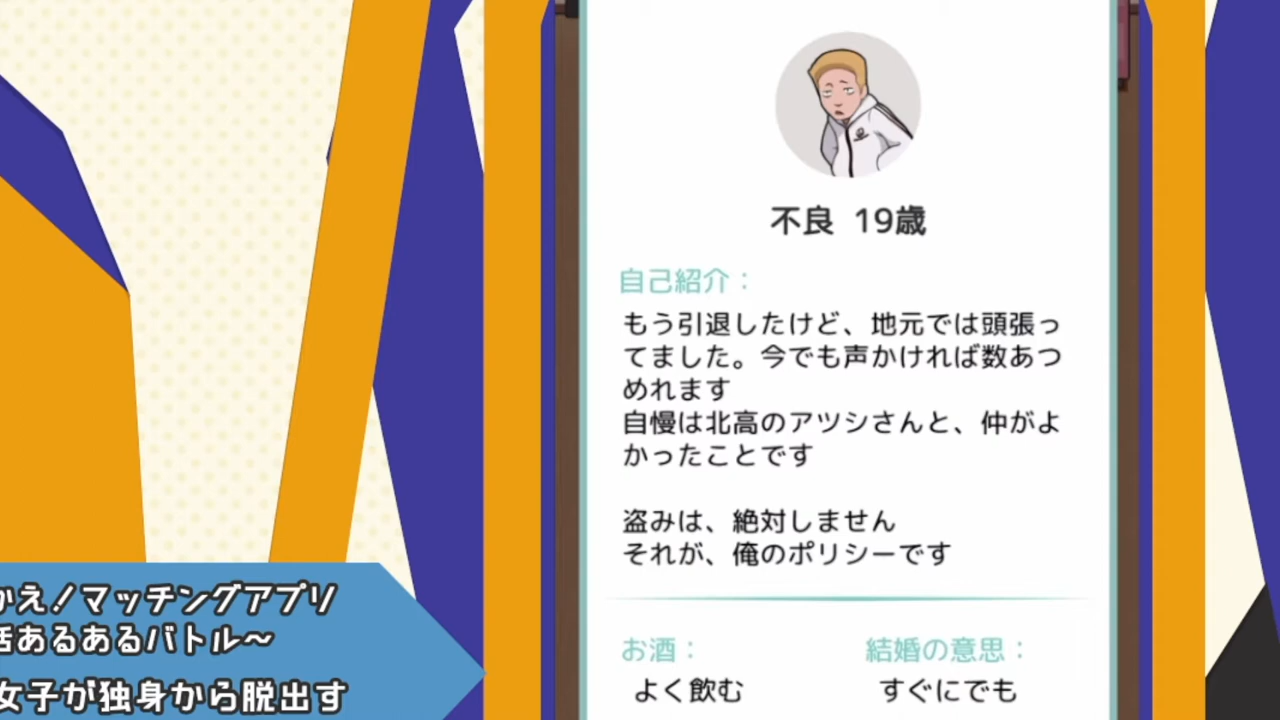 不良 19歳
自己紹介：
もう引退したけど、地元では頭張っ
てました。今でも声かければ数あつ
めれます
自慢は北高のアツシさんと、仲がよ
かったことです
盗みは、絶対しません
それが、俺のポリシーです
お酒：
よく飲む
結婚の意思：
すぐにでも
かえ！マッチングアプリ
活あるあるバトル〜
女子が独身から脱出す